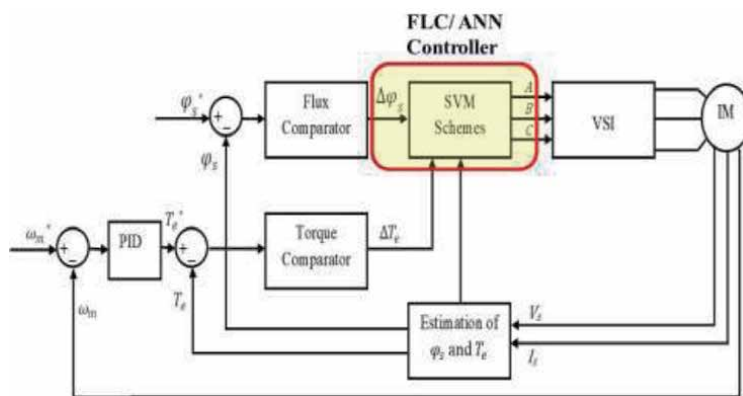 FLC/ ANN
Controller
φs*
Flux
Comparator
Δφs
SVM
Schemes
A
B
C
VSI
IM
φs
ωm*
PID
Te*
Torque
Comparator
ΔTe
ωm
Te
Estimation of
φs and Te
Vs
Is
+
−
+
−
+
−